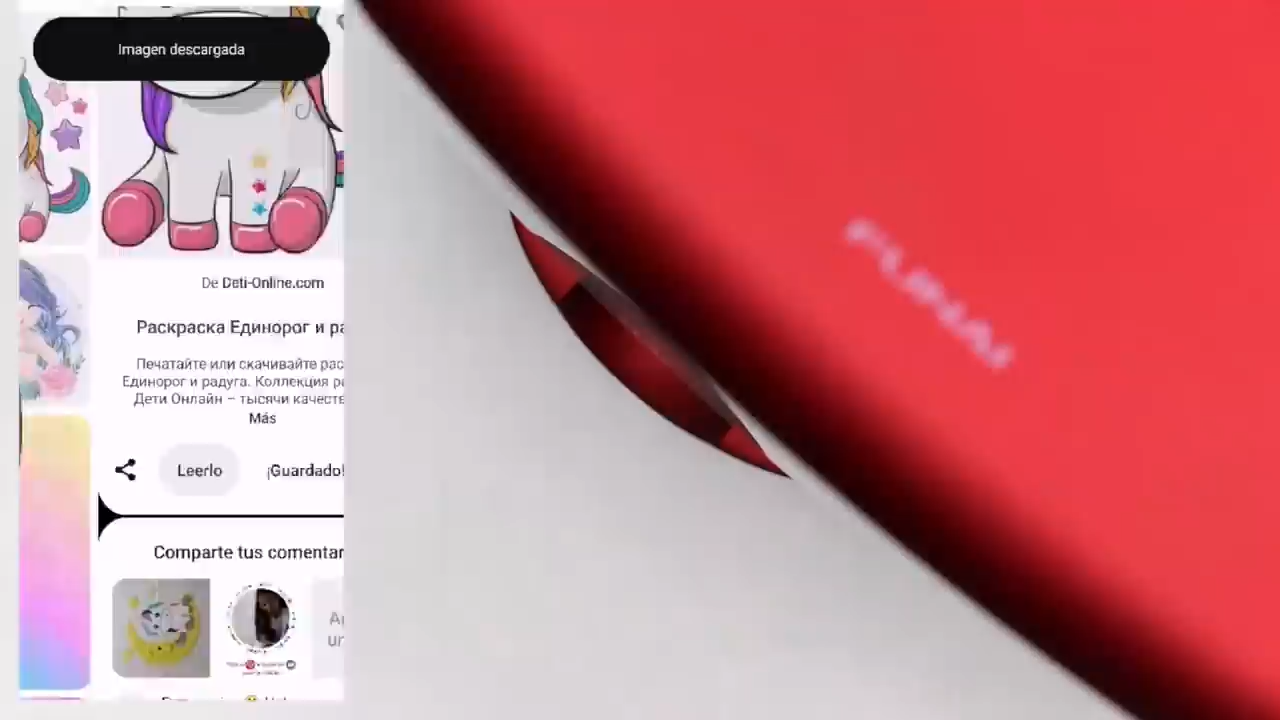 Imagen descargada
De Deti-Online.com
Раскраска Единорог и ра
Печатайте или скачивайте рас
Единорог и радуга. Коллекция р
Дети Онлайн – тысячи качест
Más
Leerlo
¡Guardado!
Comparte tus comentar